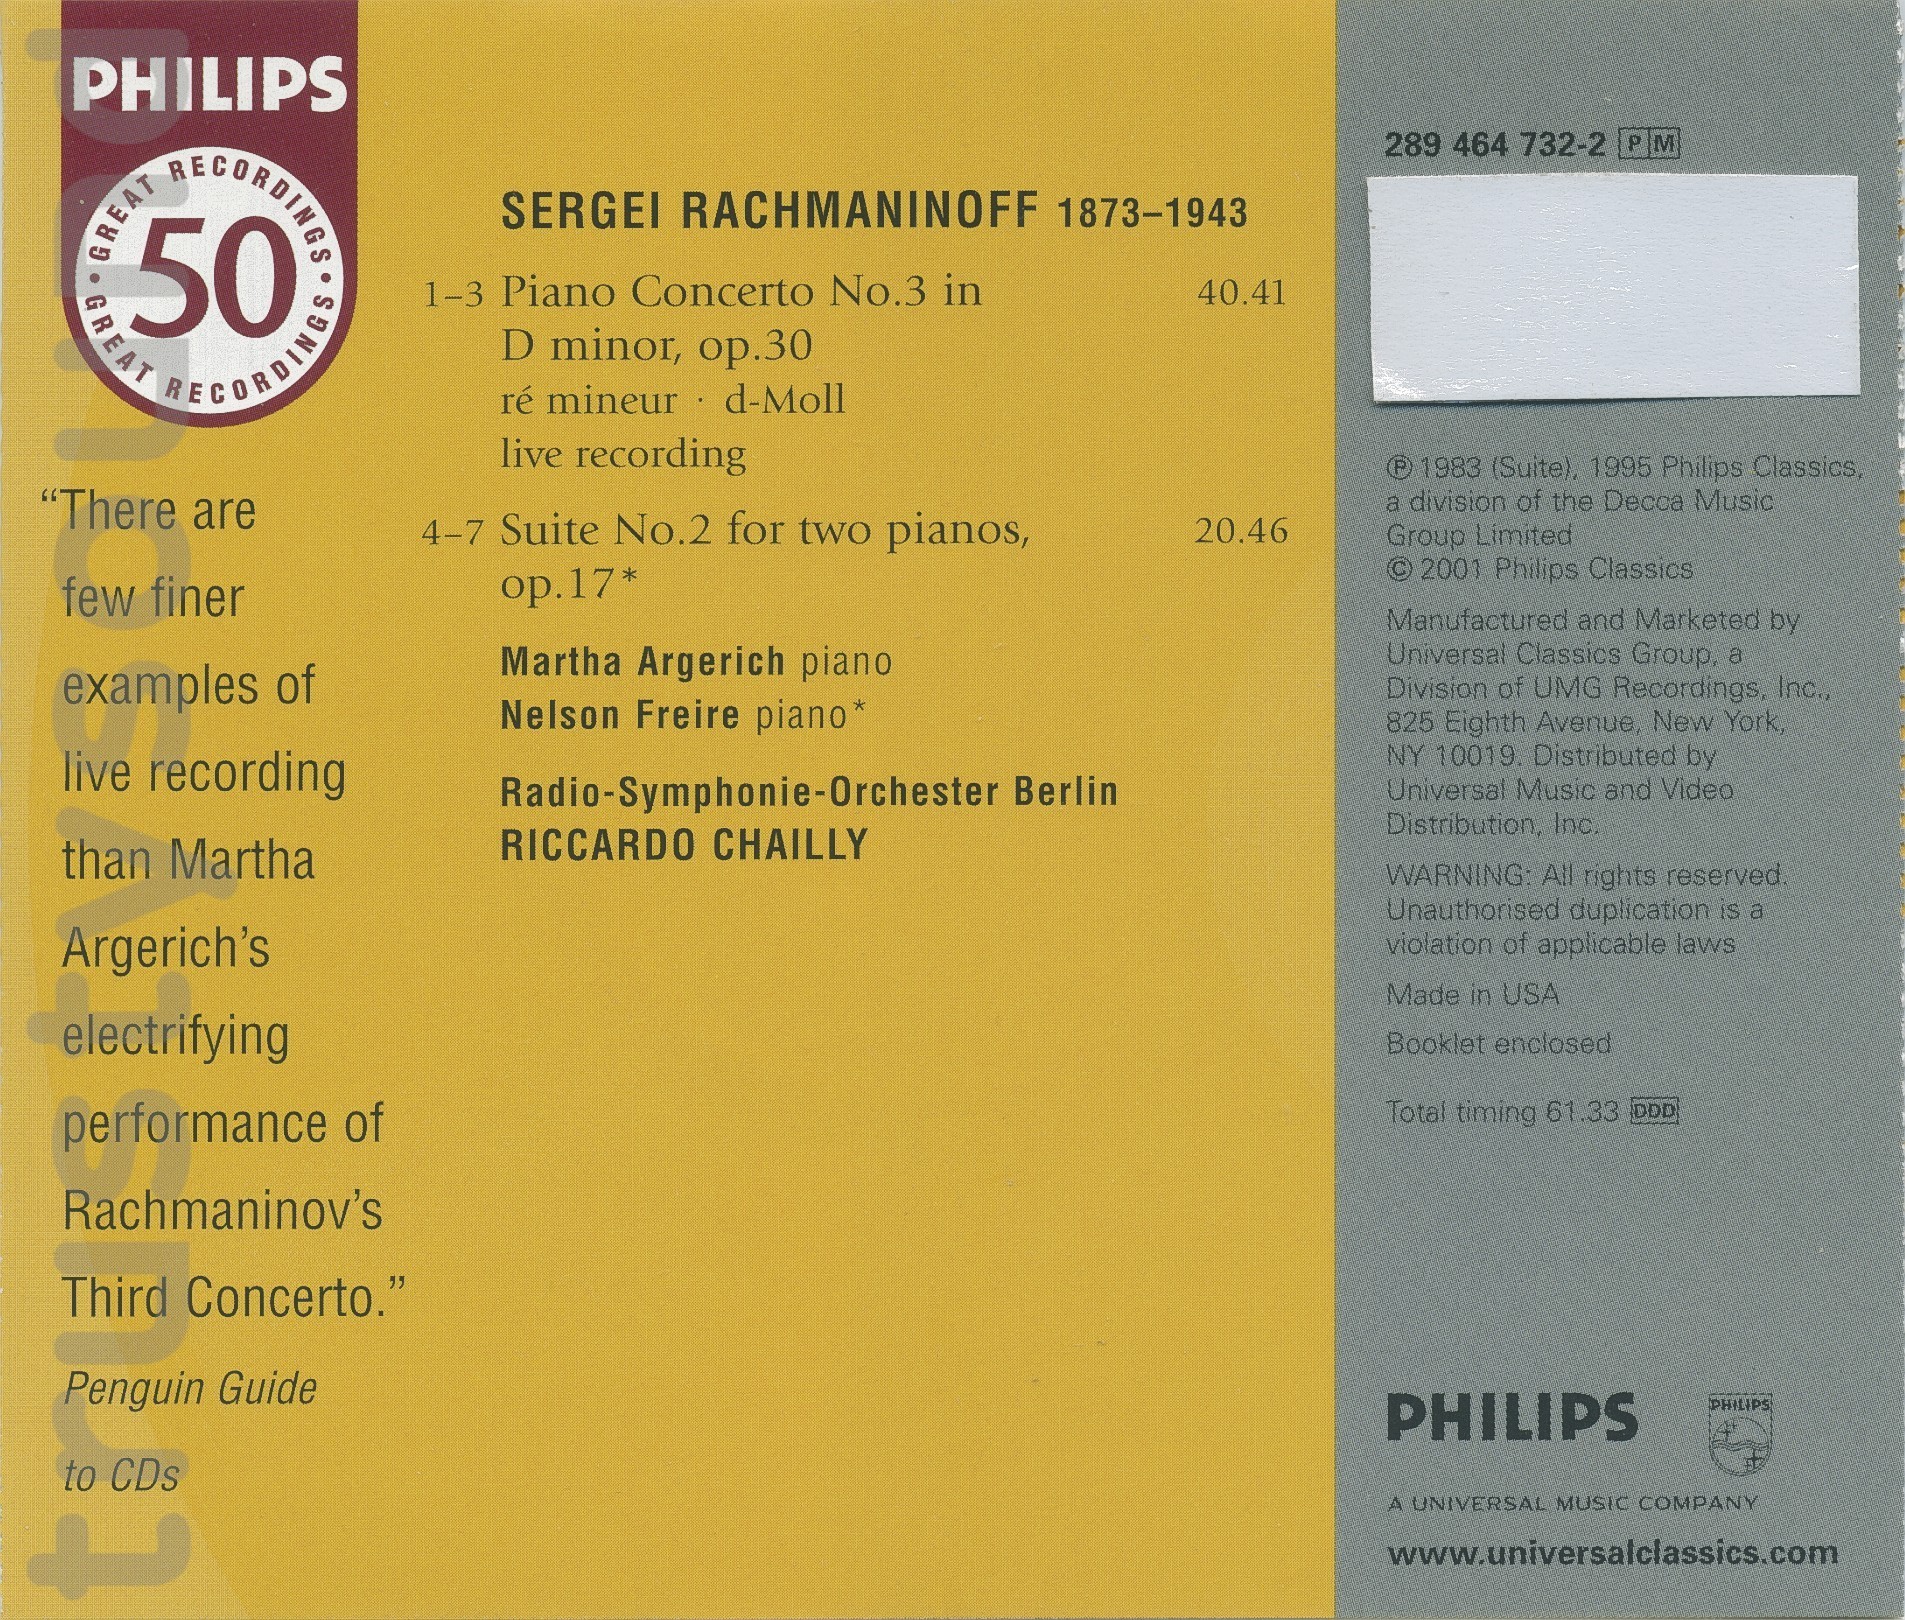 PHILIPS
GREAT RECORDINGS
50
GREAT RECORDINGS
“There are
few finer
examples of
live recording
than Martha
Argerich’s
electrifying
performance of
Rachmaninov’s
Third Concerto.”
Penguin Guide
to CDs
SERGEI RACHMANINOFF 1873–1943
1–3 Piano Concerto No.3 in 40.41
D minor, op.30
ré mineur · d-Moll
live recording
4–7 Suite No.2 for two pianos, 20.46
op.17*
Martha Argerich piano
Nelson Freire piano*
Radio-Symphonie-Orchester Berlin
RICCARDO CHAILLY
289 464 732-2 PM
℗ 1983 (Suite), 1995 Philips Classics,
a division of the Decca Music
Group Limited
© 2001 Philips Classics
Manufactured and Marketed by
Universal Classics Group, a
Division of UMG Recordings, Inc.,
825 Eighth Avenue, New York,
NY 10019. Distributed by
Universal Music and Video
Distribution, Inc.
WARNING: All rights reserved.
Unauthorised duplication is a
violation of applicable laws
Made in USA
Booklet enclosed
Total timing 61.33 DDD
PHILIPS
PHILIPS
A UNIVERSAL MUSIC COMPANY
www.universalclassics.com
trustysound